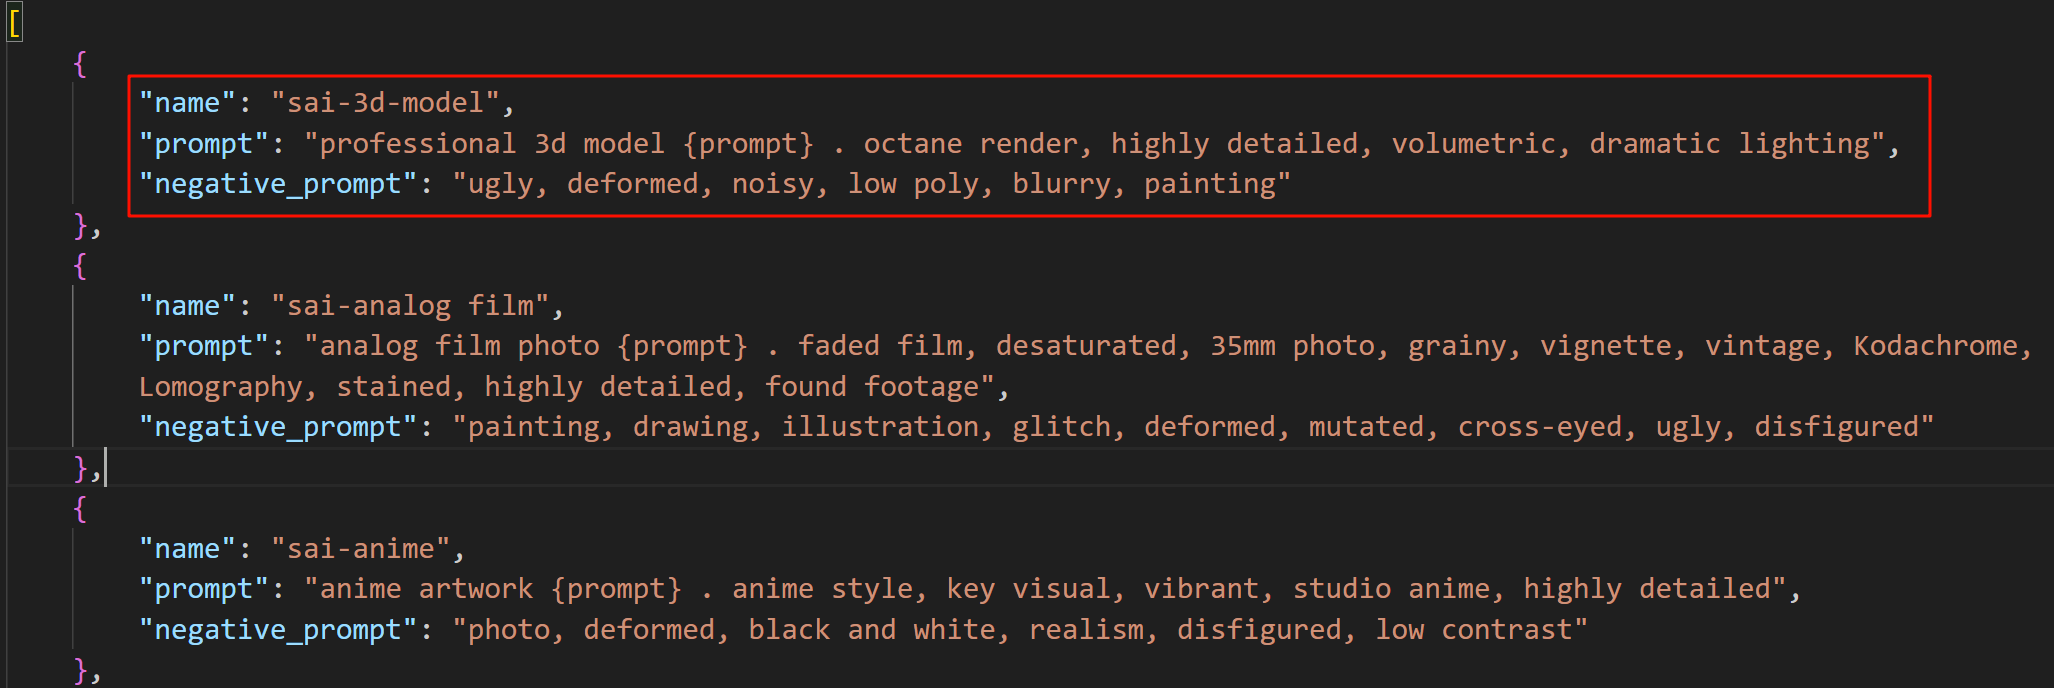 [
{
"name": "sai-3d-model",
"prompt": "professional 3d model {prompt} . octane render, highly detailed, volumetric, dramatic lighting",
"negative_prompt": "ugly, deformed, noisy, low poly, blurry, painting"
},
{
"name": "sai-analog film",
"prompt": "analog film photo {prompt} . faded film, desaturated, 35mm photo, grainy, vignette, vintage, Kodachrome,
Lomography, stained, highly detailed, found footage",
"negative_prompt": "painting, drawing, illustration, glitch, deformed, mutated, cross-eyed, ugly, disfigured"
},
{
"name": "sai-anime",
"prompt": "anime artwork {prompt} . anime style, key visual, vibrant, studio anime, highly detailed",
"negative_prompt": "photo, deformed, black and white, realism, disfigured, low contrast"
},